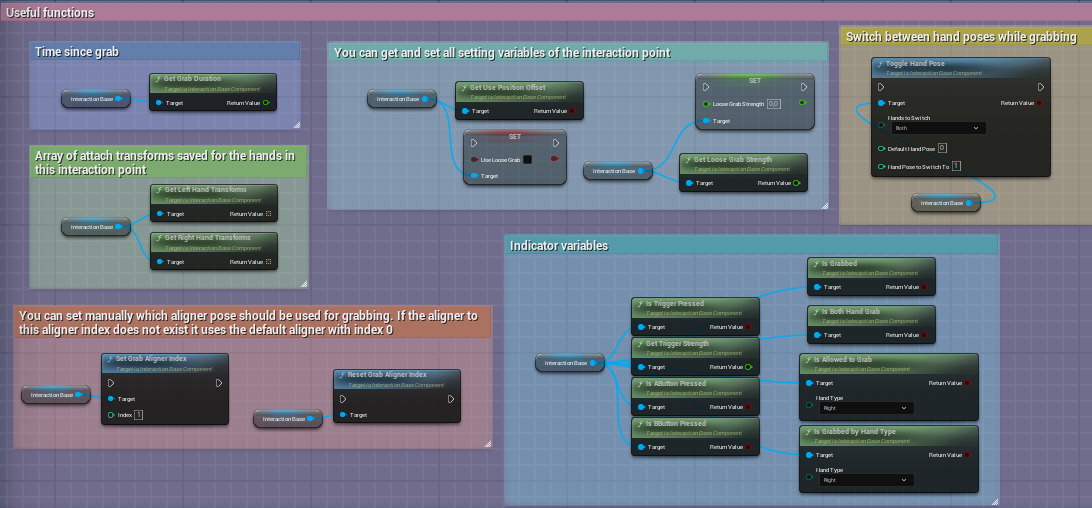 Useful functions
Time since grab
Interaction Base
Get Grab Duration
Target is Interaction Base Component
Target
Return Value
Array of attach transforms saved for the hands in
this interaction point
Interaction Base
Get Left Hand Transforms
Target is Interaction Base Component
Target
Return Value
Get Right Hand Transforms
Target is Interaction Base Component
Target
Return Value
You can set manually which aligner pose should be used for grabbing. If the aligner to
this aligner index does not exist it uses the default aligner with index 0
Interaction Base
Set Grab Aligner Index
Target is Interaction Base Component
Target
Index 1
Interaction Base
Reset Grab Aligner Index
Target is Interaction Base Component
Target
You can get and set all setting variables of the interaction point
Interaction Base
Get Use Position Offset
Target is Interaction Base Component
Target
Return Value
SET
Use Loose Grab
Target
Interaction Base
SET
Loose Grab Strength 0,0
Target
Get Loose Grab Strength
Target is Interaction Base Component
Target
Return Value
Switch between hand poses while grabbing
Toggle Hand Pose
Target is Interaction Base Component
Target
Return Value
Hands to Switch
Both
Default Hand Pose 0
Hand Pose to Switch To 1
Interaction Base
Indicator variables
Interaction Base
Is Trigger Pressed
Target is Interaction Base Component
Target
Return Value
Get Trigger Strength
Target is Interaction Base Component
Target
Return Value
Is AButton Pressed
Target is Interaction Base Component
Target
Return Value
Is BButton Pressed
Target is Interaction Base Component
Target
Return Value
Is Grabbed
Target is Interaction Base Component
Target
Return Value
Is Both Hand Grab
Target is Interaction Base Component
Target
Return Value
Is Allowed to Grab
Target is Interaction Base Component
Target
Return Value
Hand Type
Right
Is Grabbed by Hand Type
Target is Interaction Base Component
Target
Return Value
Hand Type
Right